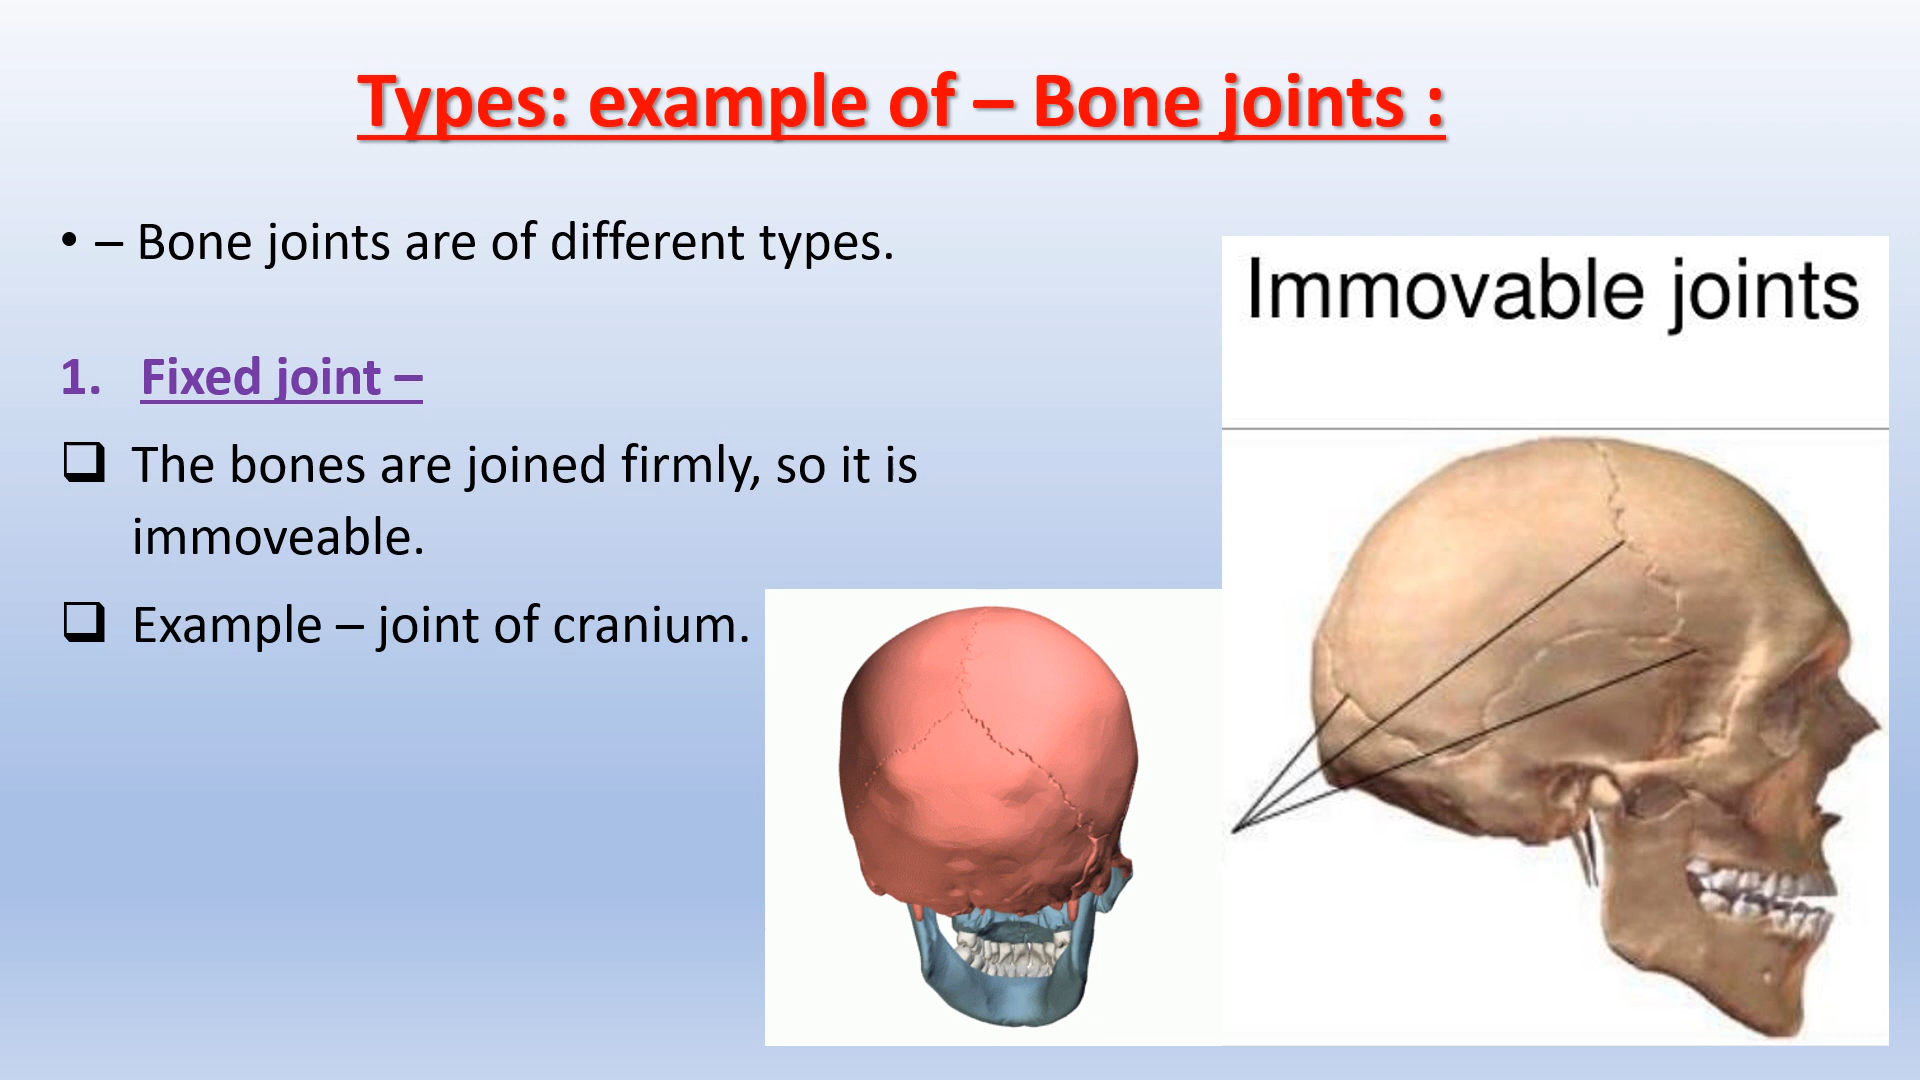 Types: example of – Bone joints :
• – Bone joints are of different types.
1. Fixed joint –
❑ The bones are joined firmly, so it is
immoveable.
❑ Example – joint of cranium.
Immovable joints